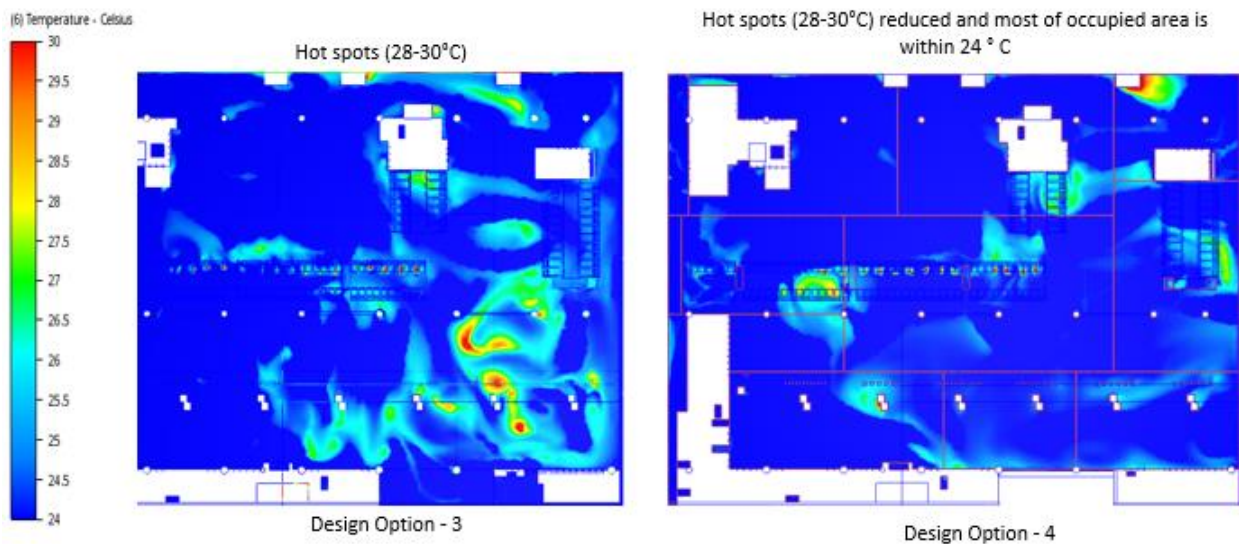 (6) Temperature - Celsius
30
29.5
29
28.5
28
27.5
27
26.5
26
25.5
25
24.5
24
Hot spots (28-30°C)
Design Option - 3
Hot spots (28-30°C) reduced and most of occupied area is
within 24 ° C
Design Option - 4